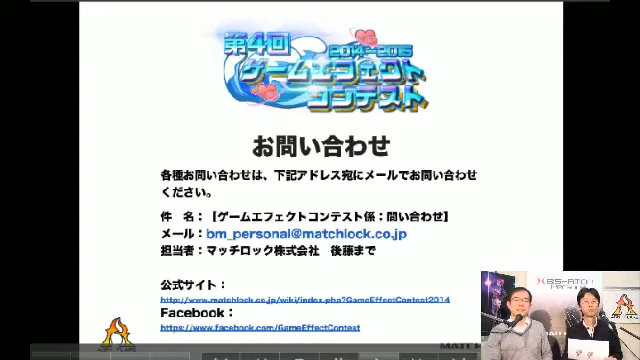 第4回
2014-2015
ゲームエフェクト
コンテスト
お問い合わせ
各種お問い合わせは、下記アドレス宛にメールでお問い合わせ
ください。
件 名：【ゲームエフェクトコンテスト係：問い合わせ】
メール：bm_personal@matchlock.co.jp
担当者：マッチロック株式会社 後藤まで
公式サイト：
http://www.matchlock.co.jp/wiki/index.php?GameEffectContest2014
Facebook：
https://www.facebook.com/GameEffectContest